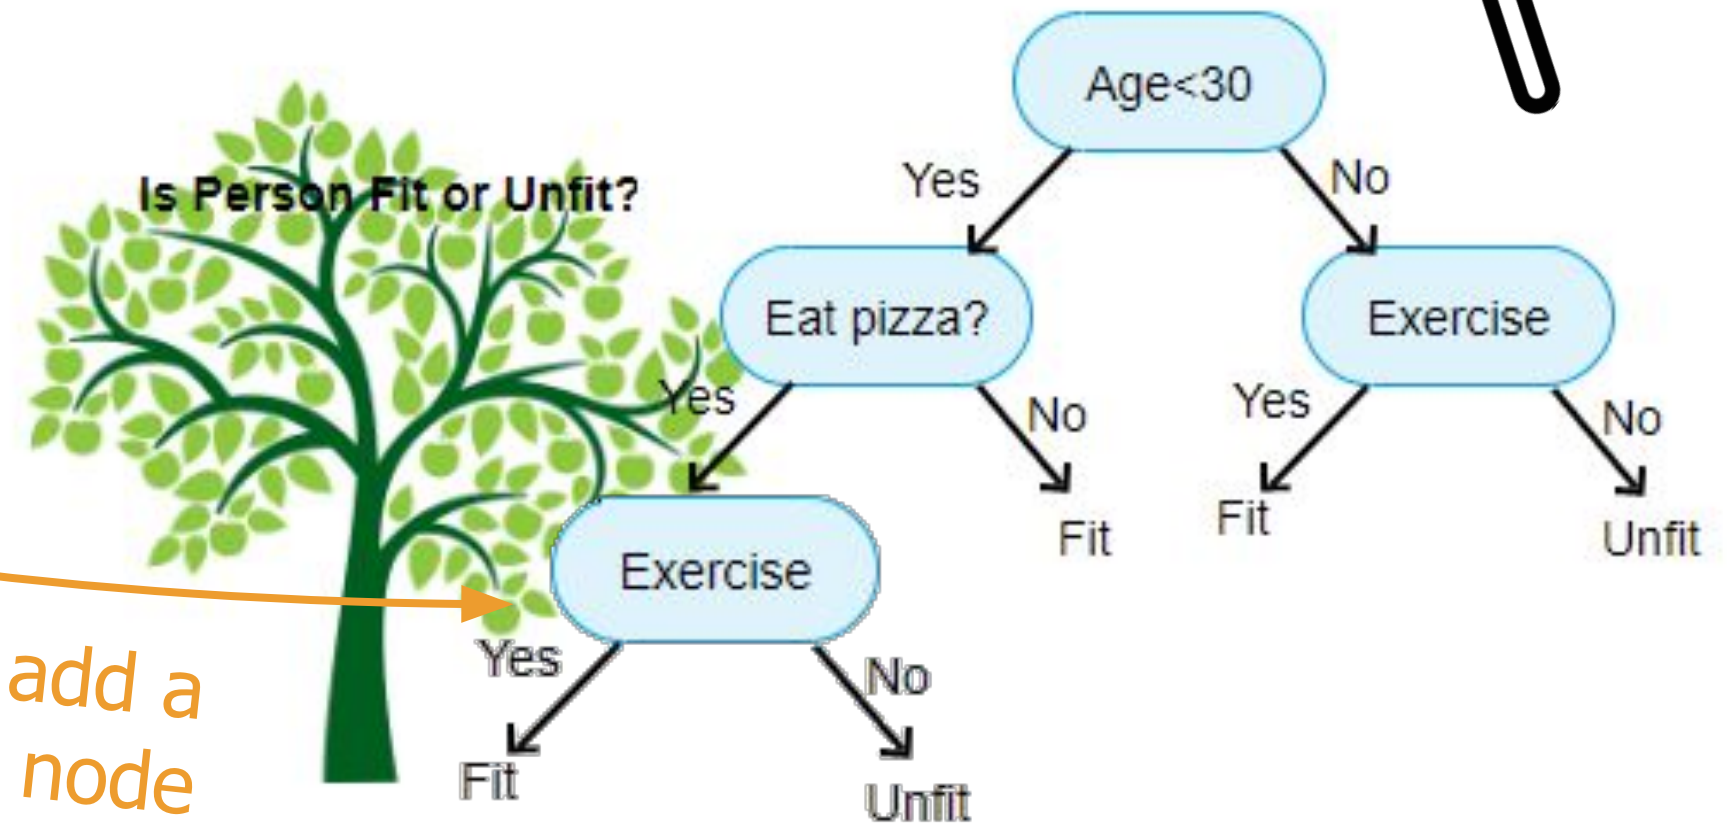 Age<30
Is Person Fit or Unfit?
Yes
No
Eat pizza?
Exercise
Yes
No
Yes
No
Fit
Fit
Unfit
Exercise
Yes
No
Fit
Unfit
add a
node